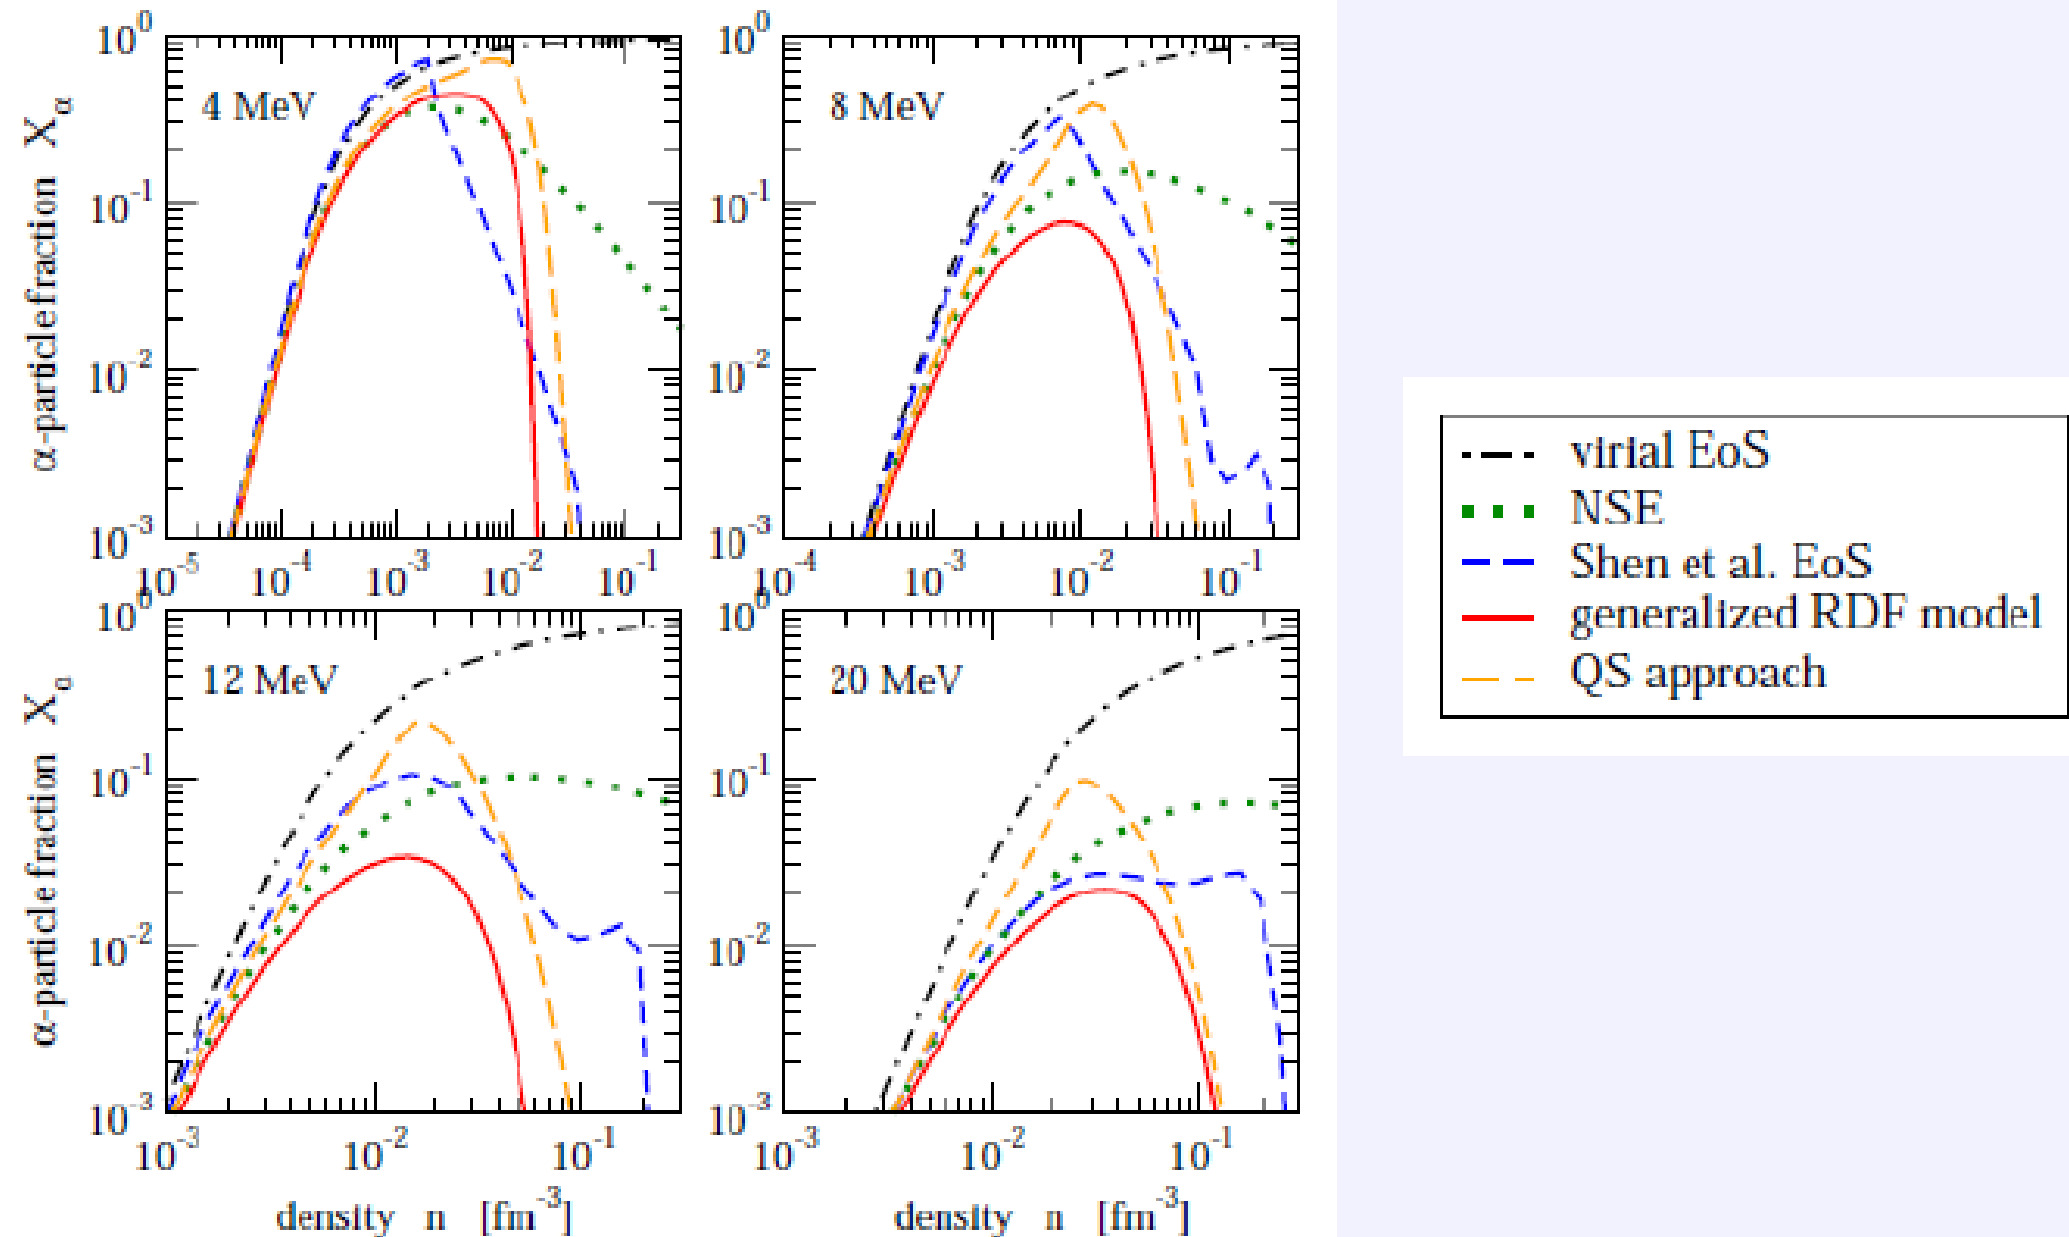 α-particle fraction X_α
10^0
10^-1
10^-2
10^-3
4 MeV
10^-5 10^-4 10^-3 10^-2 10^-1
10^0
10^-1
10^-2
10^-3
8 MeV
10^-4 10^-3 10^-2 10^-1
α-particle fraction X_α
10^0
10^-1
10^-2
10^-3
12 MeV
10^-3 10^-2 10^-1
density n [fm^-3]
10^0
10^-1
10^-2
10^-3
20 MeV
10^-3 10^-2 10^-1
density n [fm^-3]
virial EoS
NSE
Shen et al. EoS
generalized RDF model
QS approach